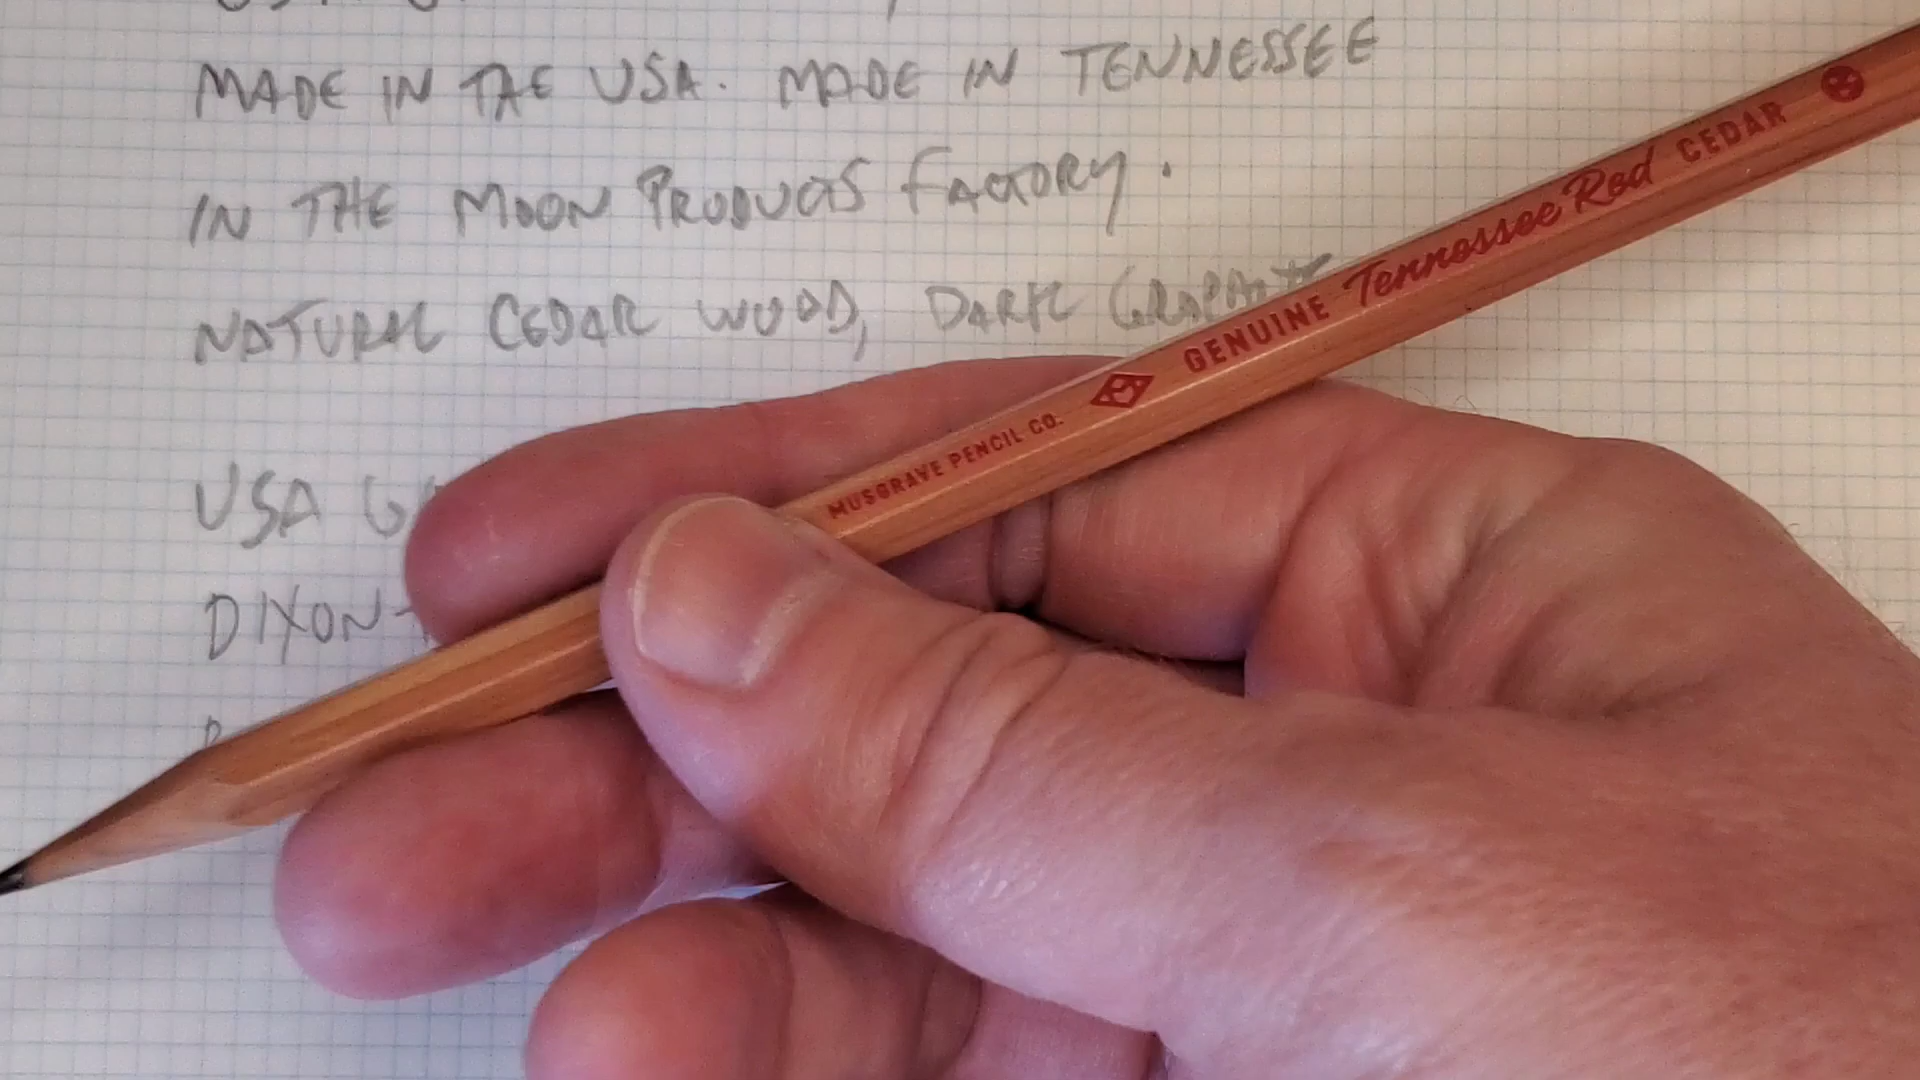 MADE IN THE USA. MADE IN TENNESSEE
IN THE MOON PRODUCTS FACTORY.
NATURAL CEDAR WOOD, DARK GRAPHITE
USA
DIXON-
MUSGRAVE PENCIL CO. GENUINE Tennessee Red CEDAR